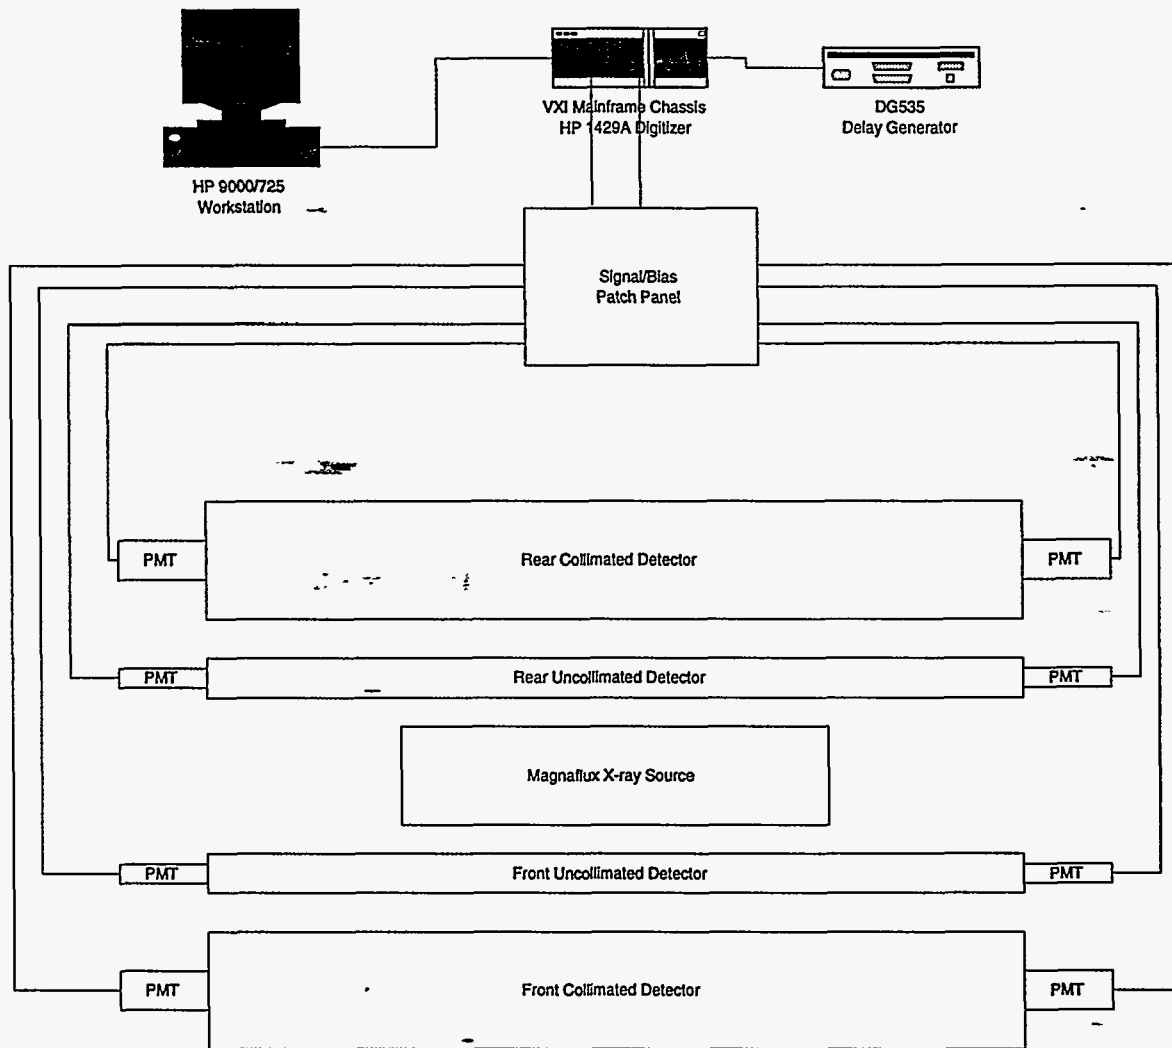 VXI Mainframe Chassis
HP 1429A Digitizer
DG535
Delay Generator
HP 9000/725
Workstation
Signal/Bias
Patch Panel
PMT
Rear Collimated Detector
PMT
PMT
Rear Uncollimated Detector
PMT
Magnaflux X-ray Source
PMT
Front Uncollimated Detector
PMT
PMT
Front Collimated Detector
PMT